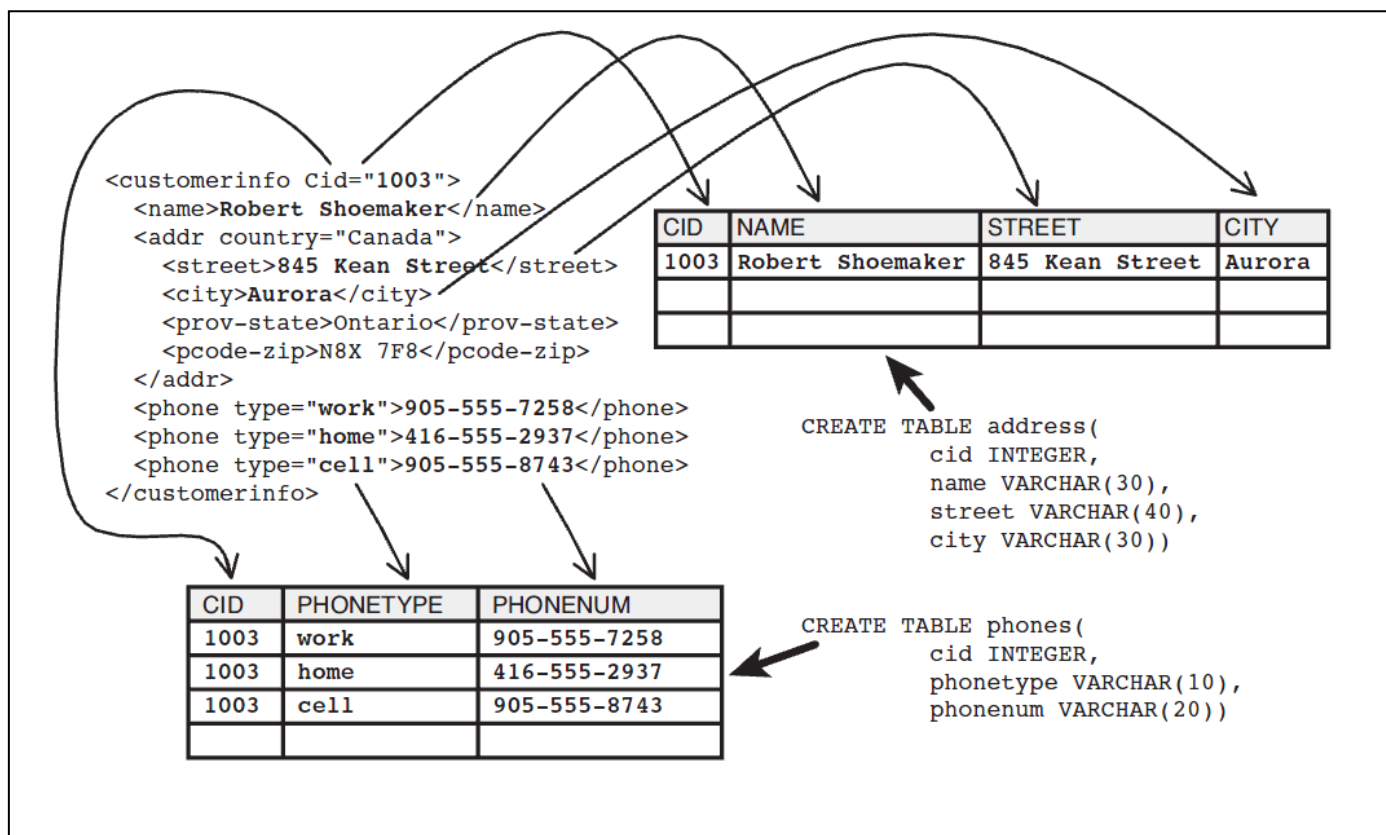 <customerinfo Cid="1003">
<name>Robert Shoemaker</name>
<addr country="Canada">
<street>845 Kean Street</street>
<city>Aurora</city>
<prov-state>Ontario</prov-state>
<pcode-zip>N8X 7F8</pcode-zip>
</addr>
<phone type="work">905-555-7258</phone>
<phone type="home">416-555-2937</phone>
<phone type="cell">905-555-8743</phone>
</customerinfo>
CID NAME STREET CITY
1003 Robert Shoemaker 845 Kean Street Aurora
CREATE TABLE address(
cid INTEGER,
name VARCHAR(30),
street VARCHAR(40),
city VARCHAR(30))
CID PHONETYPE PHONENUM
1003 work 905-555-7258
1003 home 416-555-2937
1003 cell 905-555-8743
CREATE TABLE phones(
cid INTEGER,
phonetype VARCHAR(10),
phonenum VARCHAR(20))